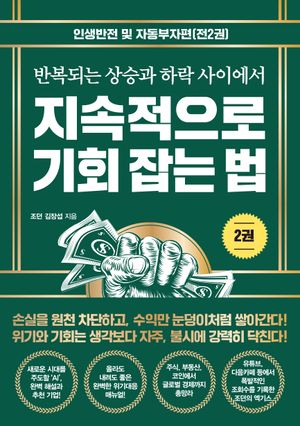 인생반전 및 자동부자편(전2권)
반복되는 상승과 하락 사이에서
지속적으로
기회 잡는 법
조던 김장섭 지음
2권
손실을 원천 차단하고, 수익만 눈덩이처럼 쌓아간다!
위기와 기회는 생각보다 자주, 불시에 강력히 닥친다!
새로운 시대를
주도할 'AI',
완벽 해설과
추천 기업!
올라도
내려도 좋은
완벽한 위기대응
매뉴얼!
주식, 부동산,
코인에서
글로벌 경제까지
총망라
유튜브,
다음카페 등에서
폭발적인
조회수를 기록한
조던의 엑기스